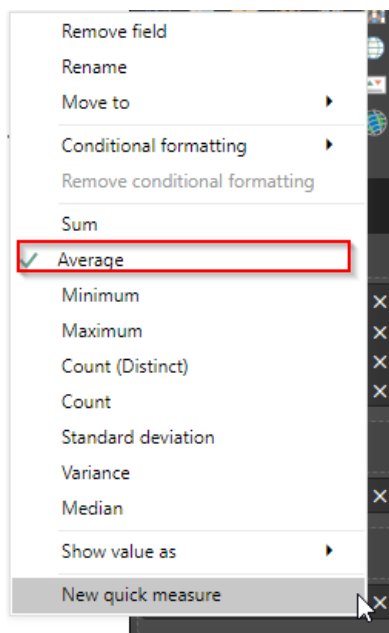 Remove field
Rename
Move to
Conditional formatting
Remove conditional formatting
Sum
Average
Minimum
Maximum
Count (Distinct)
Count
Standard deviation
Variance
Median
Show value as
New quick measure